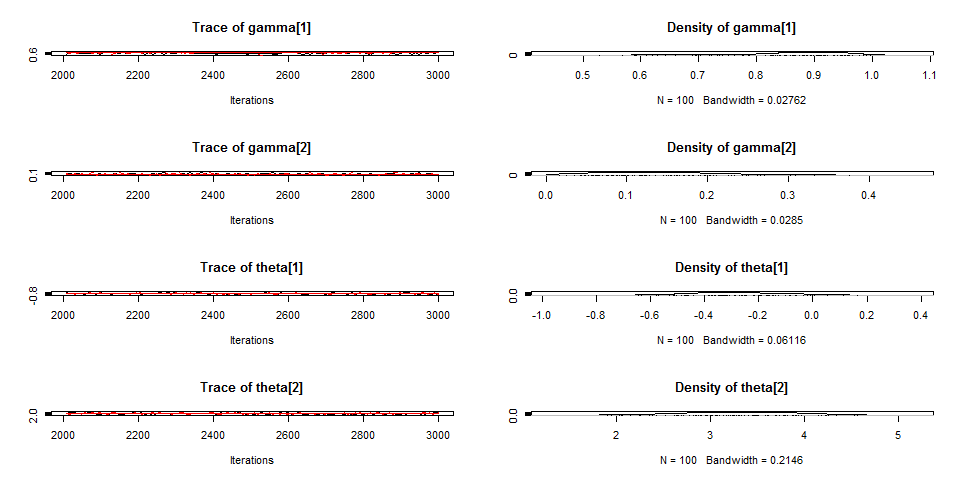 Trace of gamma[1]
0.6
2000 2200 2400 2600 2800 3000
Iterations
Density of gamma[1]
0
0.5 0.6 0.7 0.8 0.9 1.0 1.1
N = 100 Bandwidth = 0.02762
Trace of gamma[2]
0.1
2000 2200 2400 2600 2800 3000
Iterations
Density of gamma[2]
0
0.0 0.1 0.2 0.3 0.4
N = 100 Bandwidth = 0.0285
Trace of theta[1]
-0.8
2000 2200 2400 2600 2800 3000
Iterations
Density of theta[1]
0.0
-1.0 -0.8 -0.6 -0.4 -0.2 0.0 0.2 0.4
N = 100 Bandwidth = 0.06116
Trace of theta[2]
2.0
2000 2200 2400 2600 2800 3000
Iterations
Density of theta[2]
0.0
2 3 4 5
N = 100 Bandwidth = 0.2146